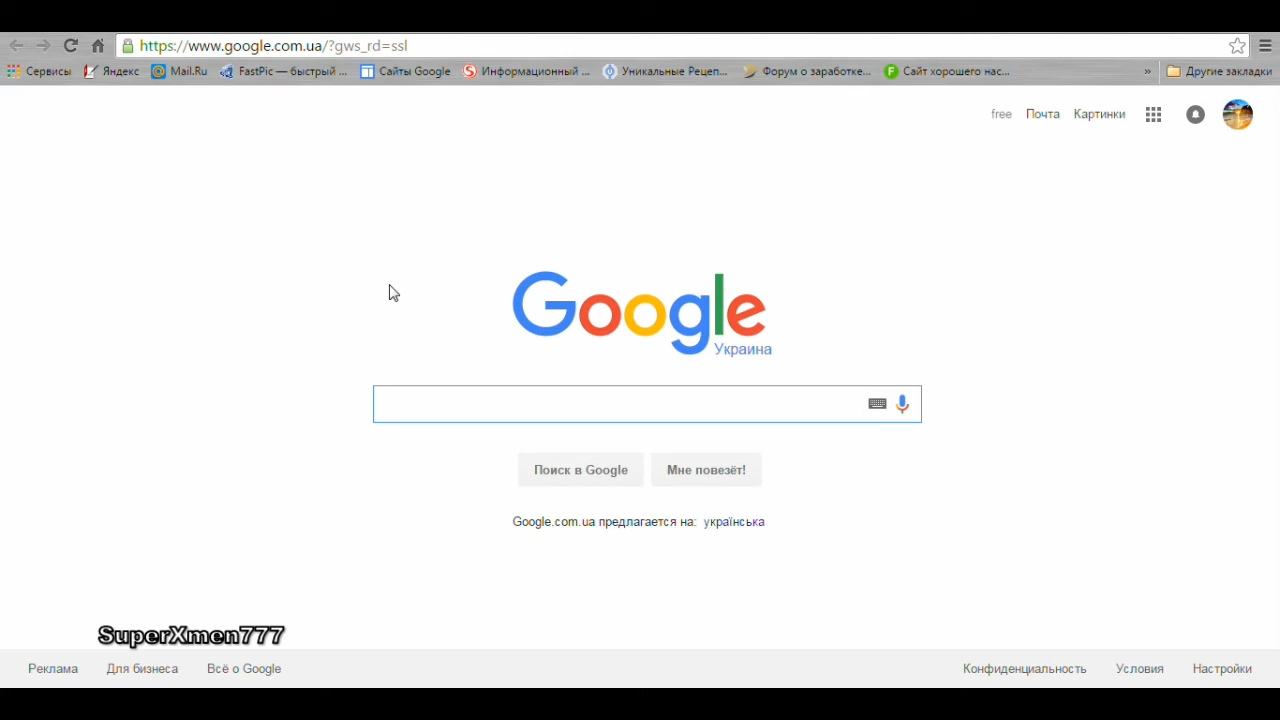 https://www.google.com.ua/?gws_rd=ssl
Сервисы Яндекс Mail.Ru FastPic — быстрый ... Сайты Google Информационный ... Уникальные Рецеп... Форум о заработке... Сайт хорошего нас... » Другие закладки
free Почта Картинки
Google
Украина
Поиск в Google Мне повезёт!
Google.com.ua предлагается на: українська
SuperXmen777
Реклама Для бизнеса Всё о Google Конфиденциальность Условия Настройки